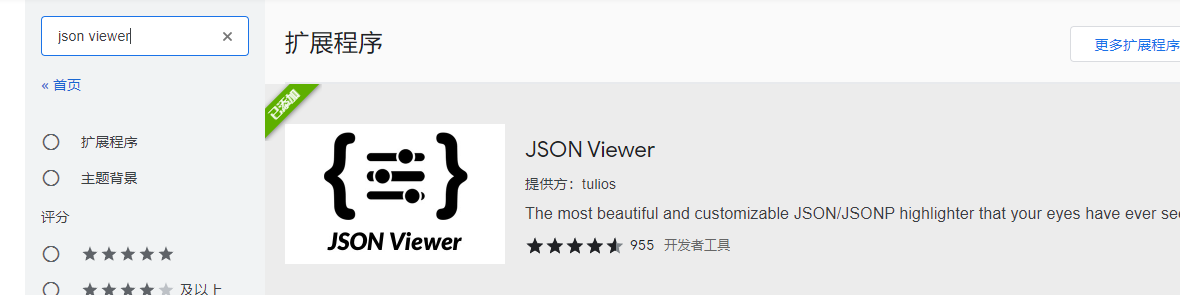 json viewer
« 首页
扩展程序
主题背景
评分
及以上
扩展程序
更多扩展程序
已添加
JSON Viewer
JSON Viewer
提供方：tulios
The most beautiful and customizable JSON/JSONP highlighter that your eyes have ever
955 开发者工具